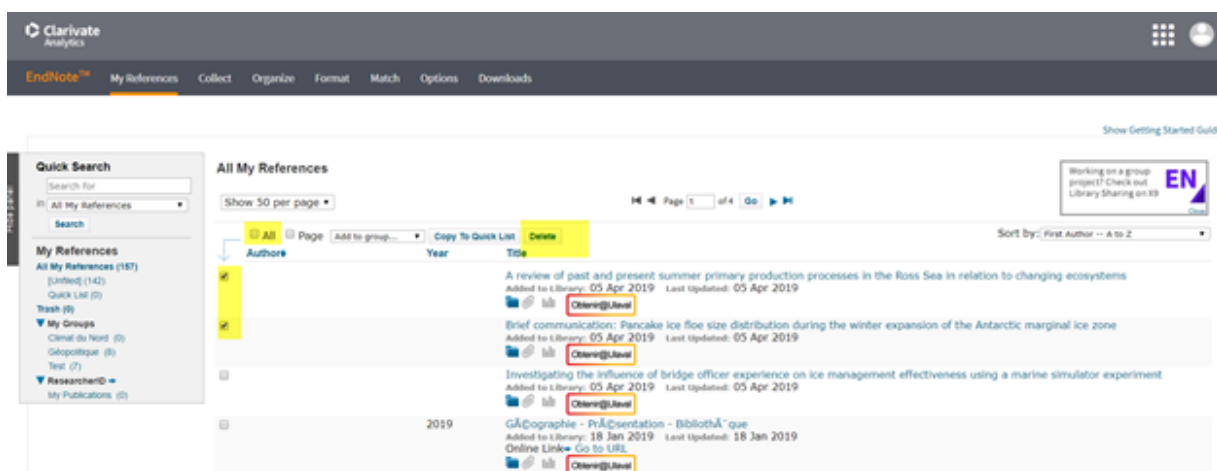 Clarivate
Analytics
EndNote™ My References Collect Organize Format Match Options Downloads
Show Getting Started Guid
Quick Search
Search for
in All My References
Search
My References
All My References (157)
[Unfiled] (142)
Quick List (0)
Trash (0)
My Groups
Climat du Nord (0)
Géopolitique (8)
Test (7)
ResearcherID
My Publications (0)
All My References
Show 50 per page
Page 1 of 4 Go
Working on a group
project? Check out
Library Sharing on X9
EN
Close
All Page Add to group... Copy To Quick List Delete
Sort by: First Author -- A to Z
Author Year Title
A review of past and present summer primary production processes in the Ross Sea in relation to changing ecosystems
Added to Library: 05 Apr 2019 Last Updated: 05 Apr 2019
Obtenir@Ulaval
Brief communication: Pancake ice floe size distribution during the winter expansion of the Antarctic marginal ice zone
Added to Library: 05 Apr 2019 Last Updated: 05 Apr 2019
Obtenir@Ulaval
Investigating the influence of bridge officer experience on ice management effectiveness using a marine simulator experiment
Added to Library: 05 Apr 2019 Last Updated: 05 Apr 2019
Obtenir@Ulaval
2019 GÃ©ographie - PrÃ©sentation - BibliothÃ¨que
Added to Library: 18 Jan 2019 Last Updated: 18 Jan 2019
Online Link Go to URL
Obtenir@Ulaval